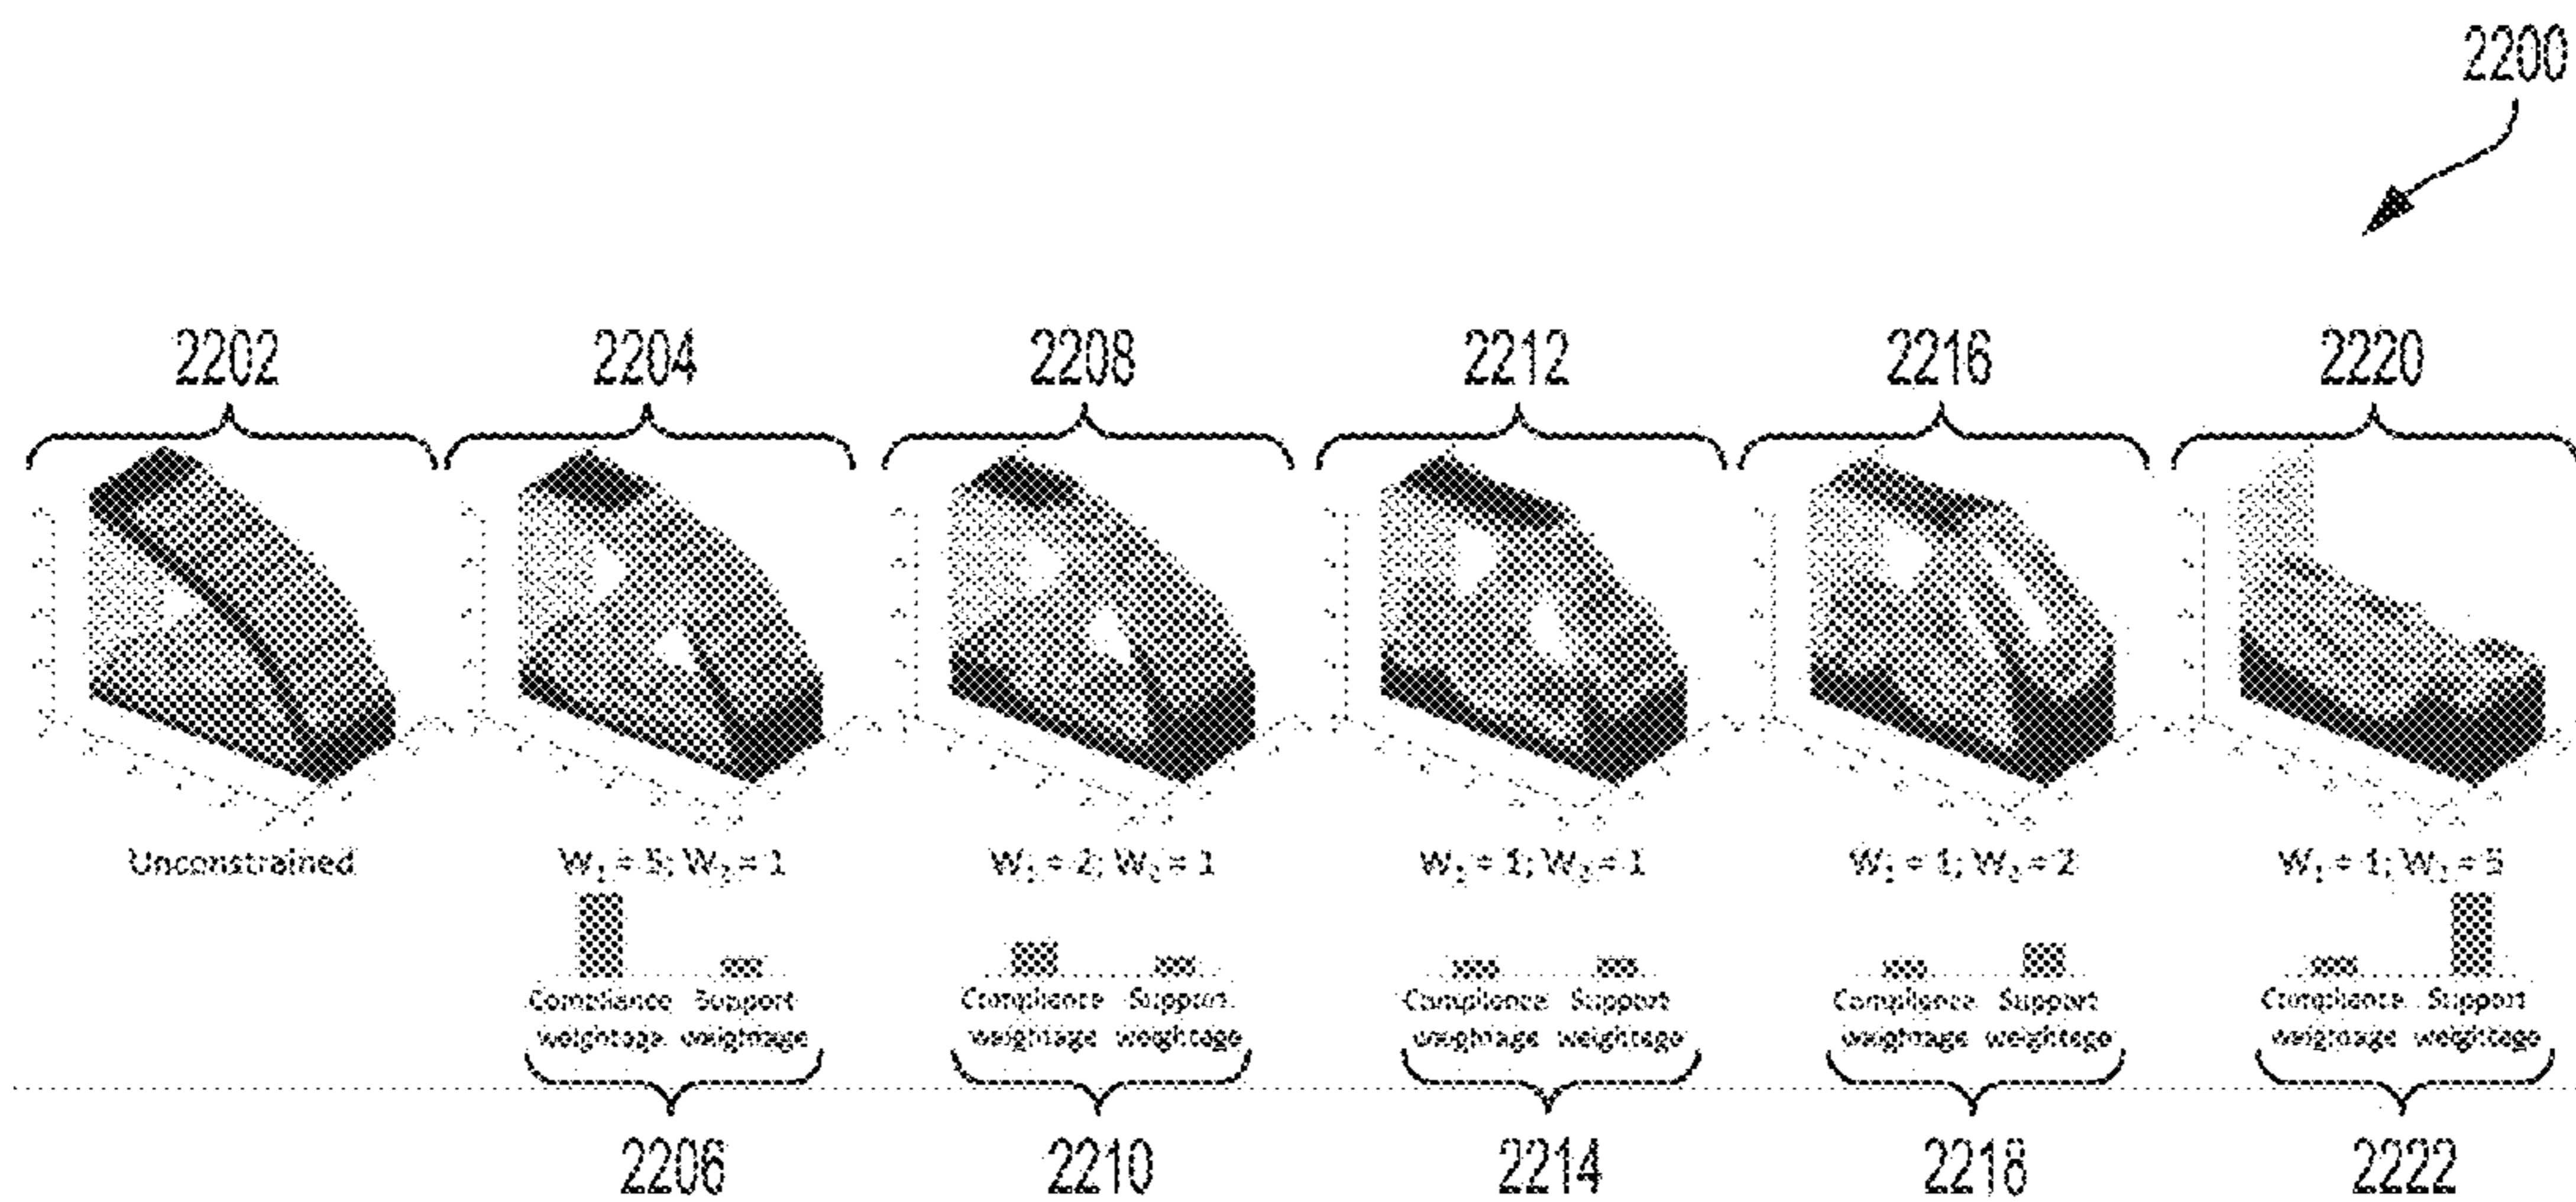 2200
2202 2204 2208 2212 2216 2220
Unconstrained W₁ = 5; W₂ = 1 W₁ = 2; W₂ = 1 W₁ = 1; W₂ = 1 W₁ = 1; W₂ = 2 W₁ = 1; W₂ = 5
Compliance Support Compliance Support Compliance Support Compliance Support Compliance Support
weightage weightage weightage weightage weightage weightage weightage weightage weightage weightage
2206 2210 2214 2218 2222